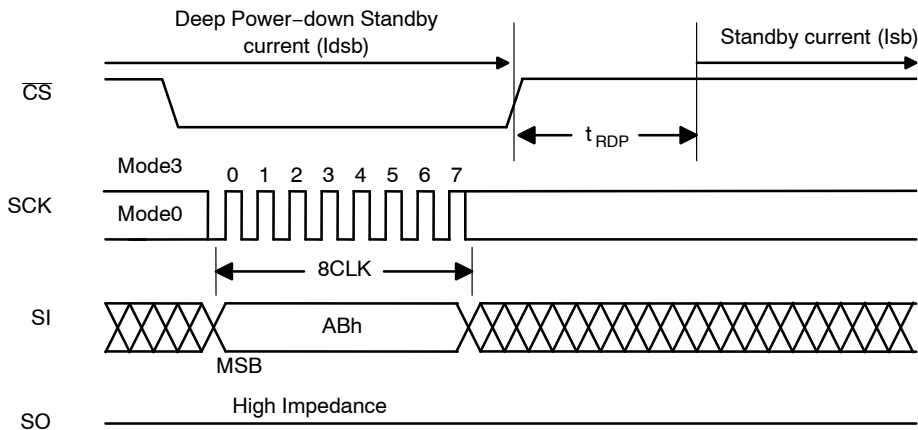 Deep Power−down Standby
current (Idsb)
Standby current (Isb)
CS
t RDP
Mode3
0 1 2 3 4 5 6 7
SCK
Mode0
8CLK
SI
ABh
MSB
High Impedance
SO